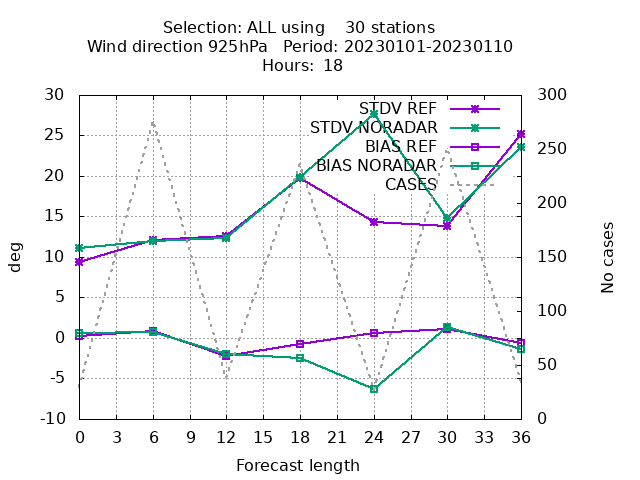 Selection: ALL using    30 stations
Wind direction 925hPa   Period: 20230101-20230110
Hours: 18
30
25
20
15
10
5
0
-5
-10
deg
STDV REF
STDV NORADAR
BIAS REF
BIAS NORADAR
CASES
300
250
200
150
100
50
0
No cases
0 3 6 9 12 15 18 21 24 27 30 33 36
Forecast length